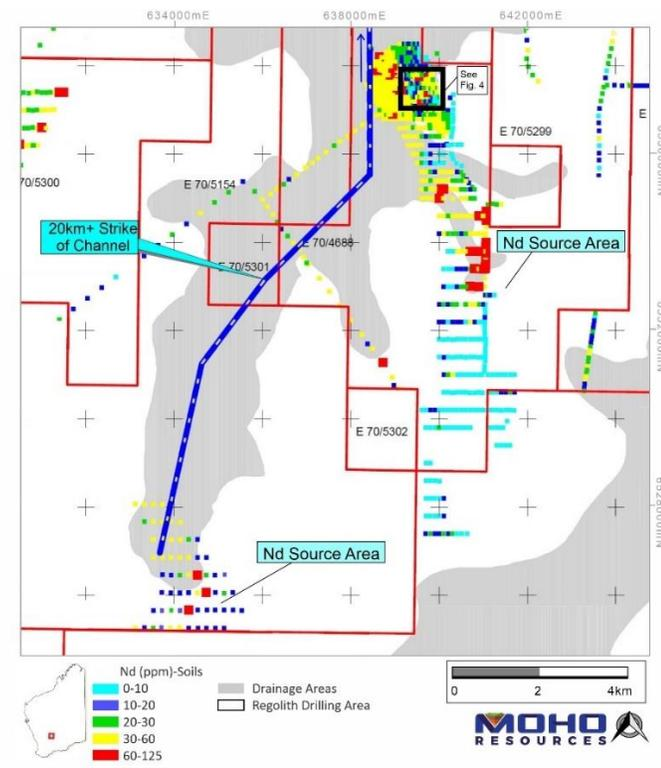 634000mE 638000mE 642000mE
See
Fig. 4
E 70/5299
E
70/5300
E 70/5154
20km+ Strike
of Channel
E 70/4688
Nd Source Area
E 70/5301
E 70/5302
Nd Source Area
Nd (ppm)-Soils
0-10
10-20
20-30
30-60
60-125
Drainage Areas
Regolith Drilling Area
0 2 4km
MOHO
RESOURCES